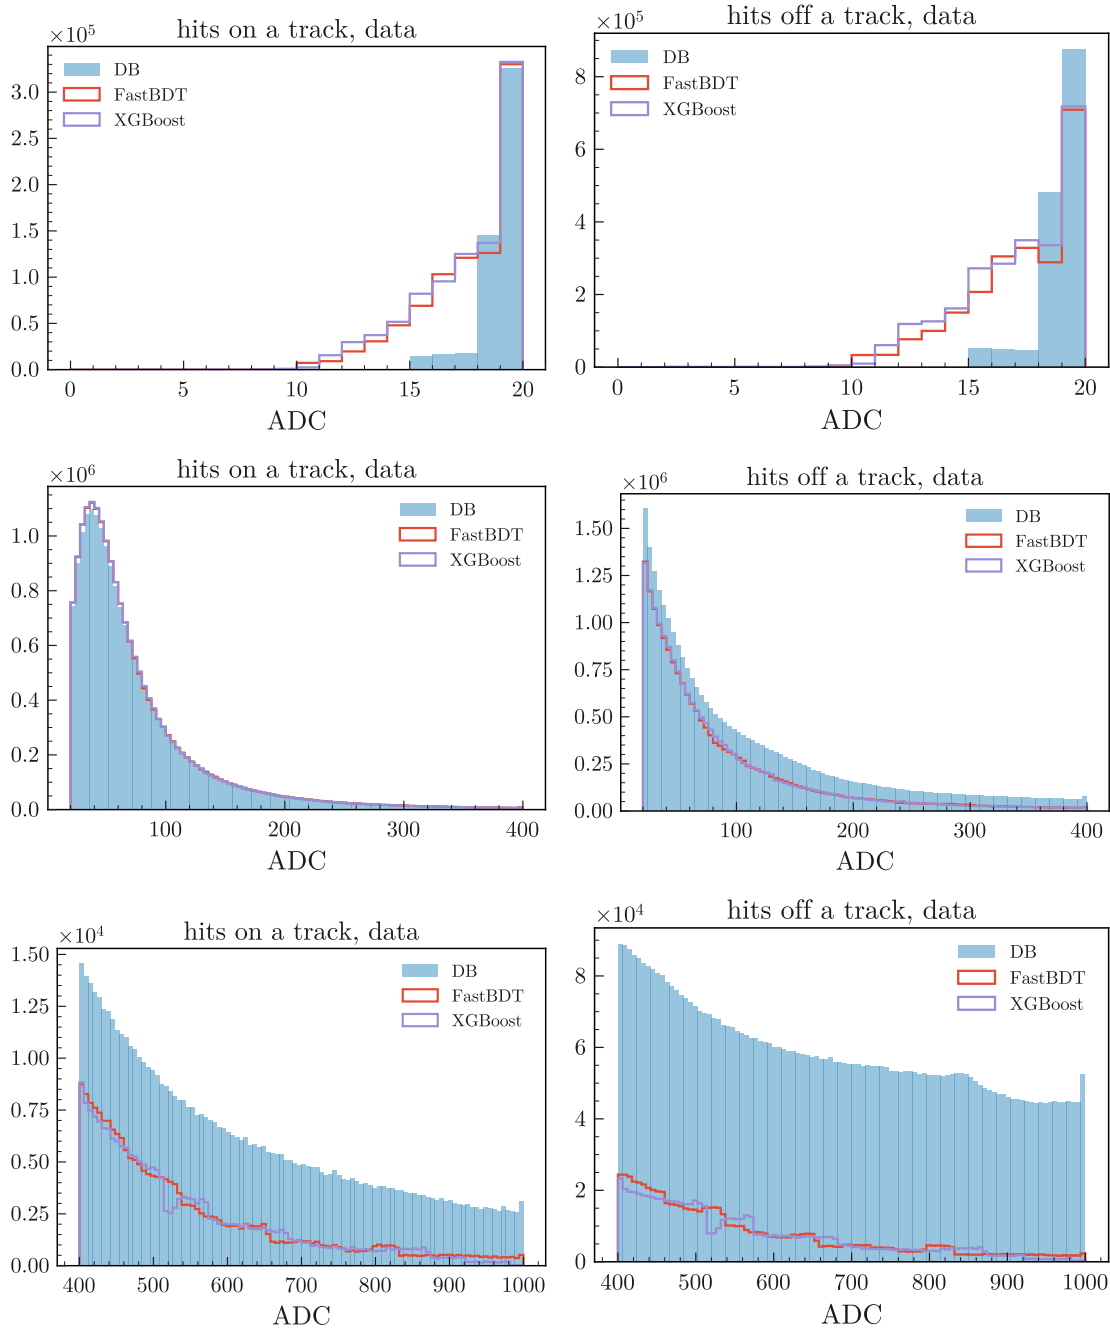 hits on a track, data
×10⁵
DB
FastBDT
XGBoost
3.0
2.5
2.0
1.5
1.0
0.5
0.0
0 5 10 15 20
ADC
hits off a track, data
×10⁵
DB
FastBDT
XGBoost
8
6
4
2
0
0 5 10 15 20
ADC
hits on a track, data
×10⁶
DB
FastBDT
XGBoost
1.0
0.8
0.6
0.4
0.2
0.0
100 200 300 400
ADC
hits off a track, data
×10⁶
DB
FastBDT
XGBoost
1.50
1.25
1.00
0.75
0.50
0.25
0.00
100 200 300 400
ADC
hits on a track, data
×10⁴
DB
FastBDT
XGBoost
1.50
1.25
1.00
0.75
0.50
0.25
0.00
400 500 600 700 800 900 1000
ADC
hits off a track, data
×10⁴
DB
FastBDT
XGBoost
8
6
4
2
0
400 500 600 700 800 900 1000
ADC